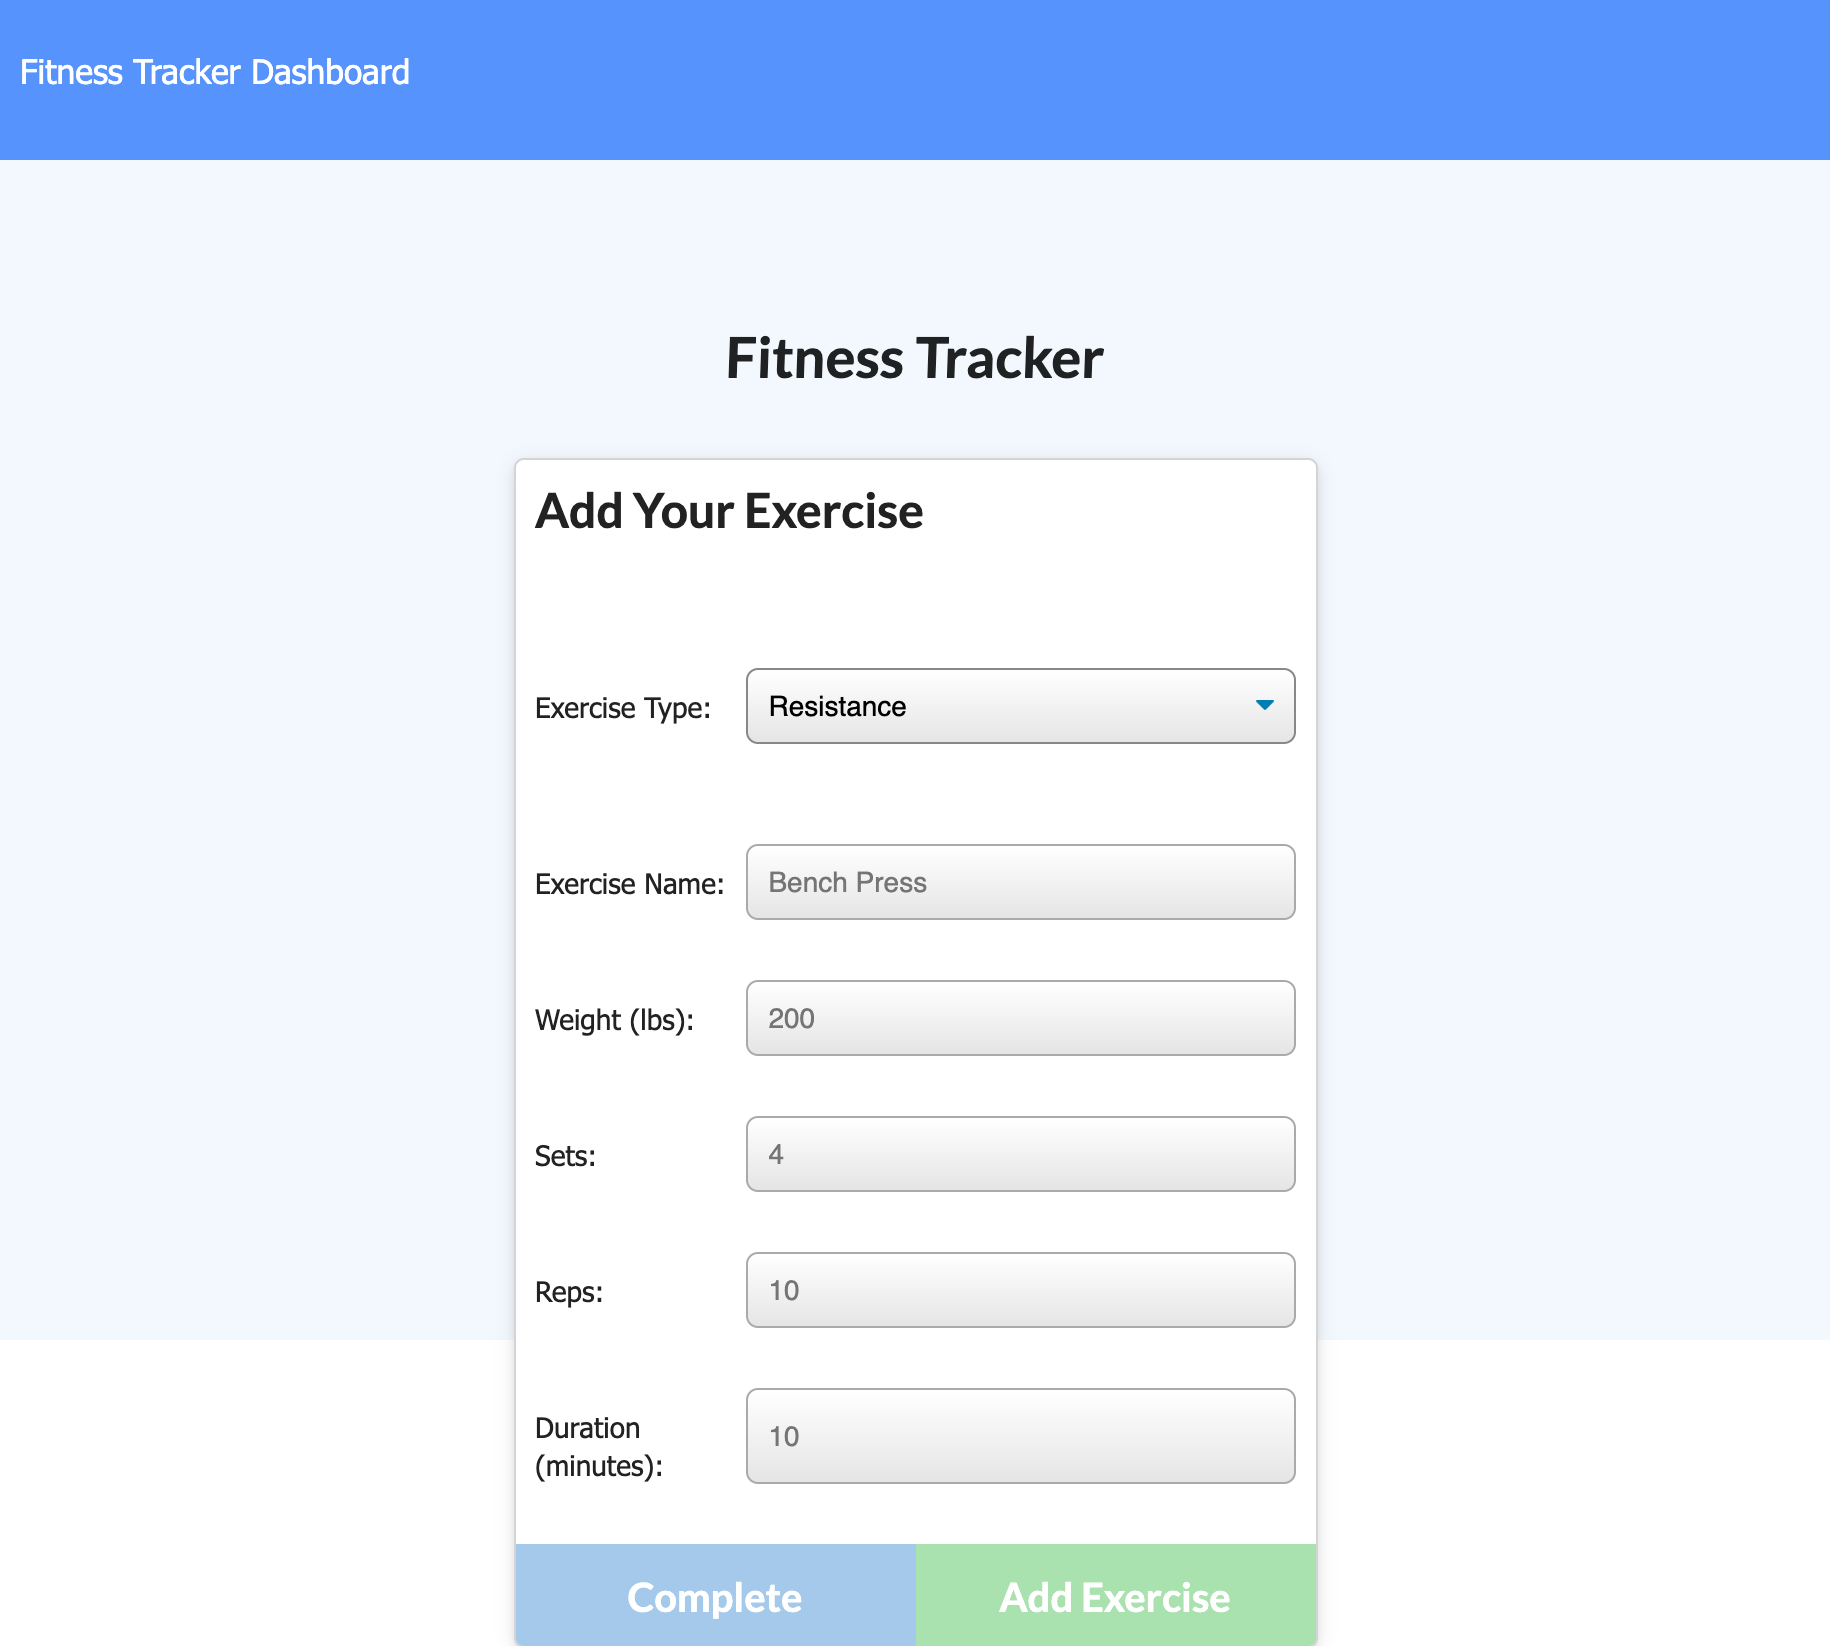 Fitness Tracker Dashboard
Fitness Tracker
Add Your Exercise
Exercise Type: Resistance
Exercise Name: Bench Press
Weight (lbs): 200
Sets: 4
Reps: 10
Duration
(minutes): 10
Complete Add Exercise